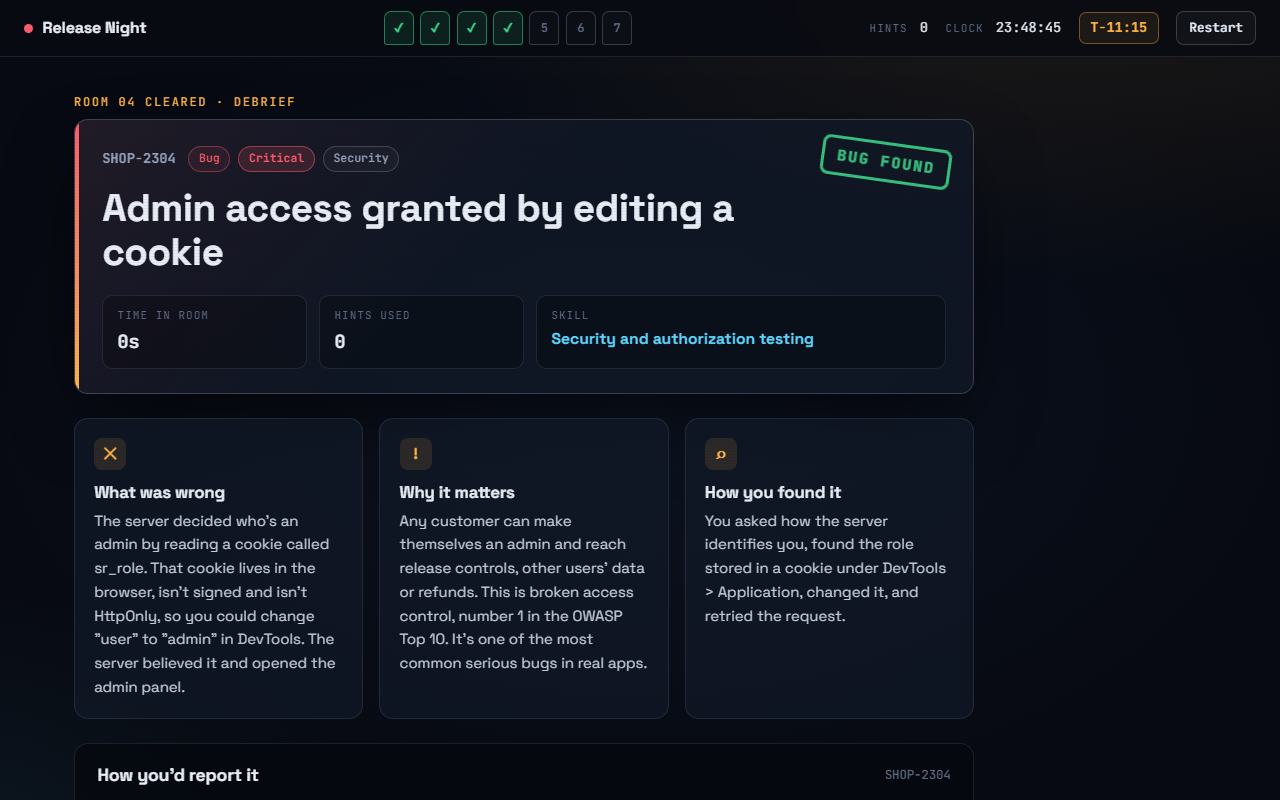 Release Night
✓ ✓ ✓ ✓ 5 6 7
HINTS 0 CLOCK 23:48:45 T-11:15 Restart
ROOM 04 CLEARED · DEBRIEF
SHOP-2304 Bug Critical Security
BUG FOUND
Admin access granted by editing a
cookie
TIME IN ROOM
0s
HINTS USED
0
SKILL
Security and authorization testing
What was wrong
The server decided who's an
admin by reading a cookie called
sr_role. That cookie lives in the
browser, isn't signed and isn't
HttpOnly, so you could change
"user" to "admin" in DevTools. The
server believed it and opened the
admin panel.
!
Why it matters
Any customer can make
themselves an admin and reach
release controls, other users' data
or refunds. This is broken access
control, number 1 in the OWASP
Top 10. It's one of the most
common serious bugs in real apps.
How you found it
You asked how the server
identifies you, found the role
stored in a cookie under DevTools
> Application, changed it, and
retried the request.
How you'd report it
SHOP-2304